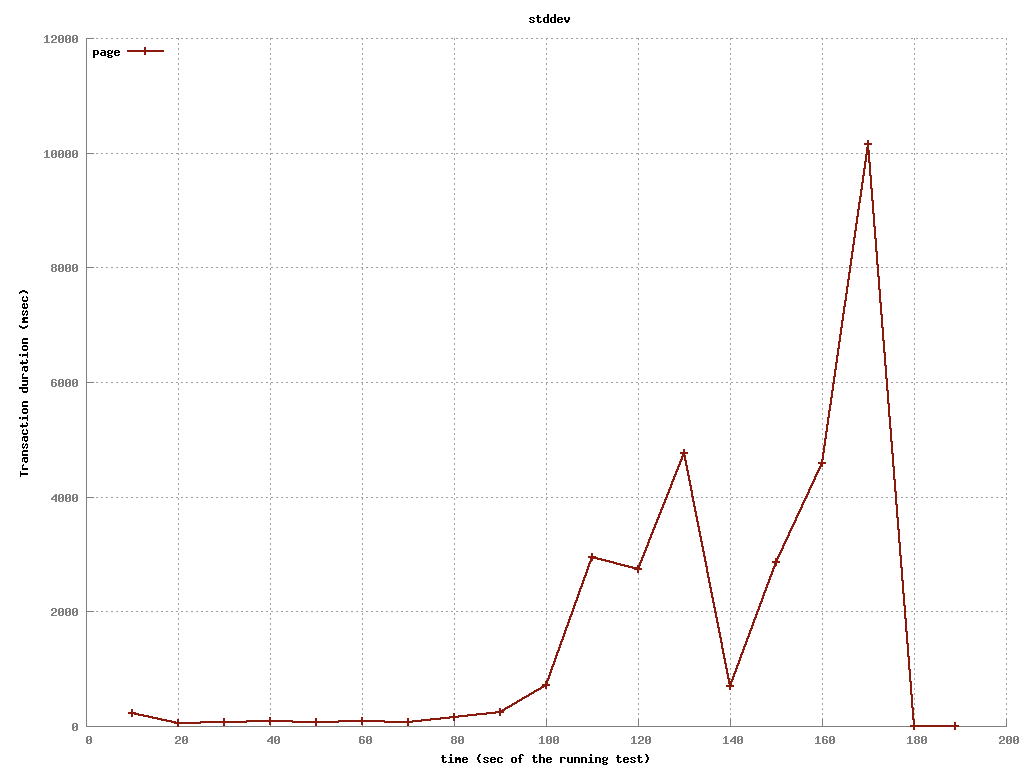 stddev
page
12000
10000
8000
6000
4000
2000
0
Transaction duration (msec)
0 20 40 60 80 100 120 140 160 180 200
time (sec of the running test)